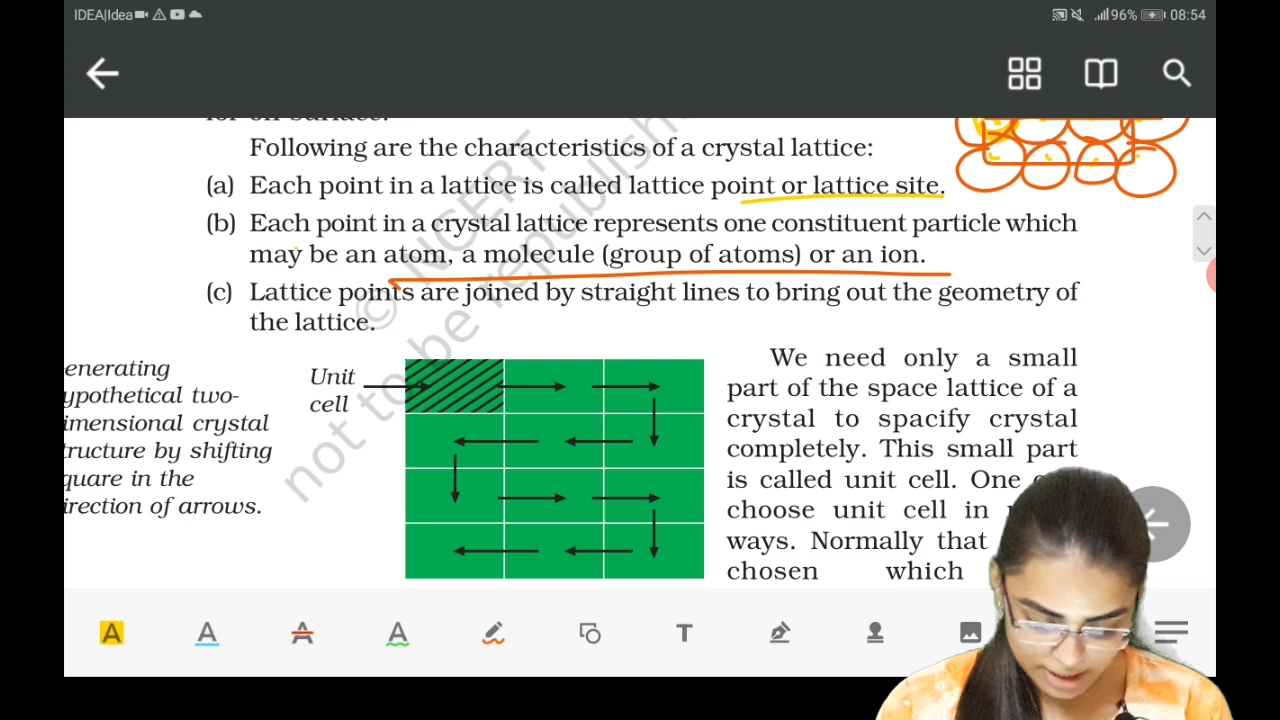 IDEA|Idea
96% 08:54
Following are the characteristics of a crystal lattice:
(a) Each point in a lattice is called lattice point or lattice site.
(b) Each point in a crystal lattice represents one constituent particle which
may be an atom, a molecule (group of atoms) or an ion.
(c) Lattice points are joined by straight lines to bring out the geometry of
the lattice.
© NCERT
not to be republishe
enerating
ypothetical two-
imensional crystal
tructure by shifting
quare in the
irection of arrows.
Unit
cell
We need only a small
part of the space lattice of a
crystal to spacify crystal
completely. This small part
is called unit cell. One
choose unit cell in
ways. Normally that
chosen which
A A A A T